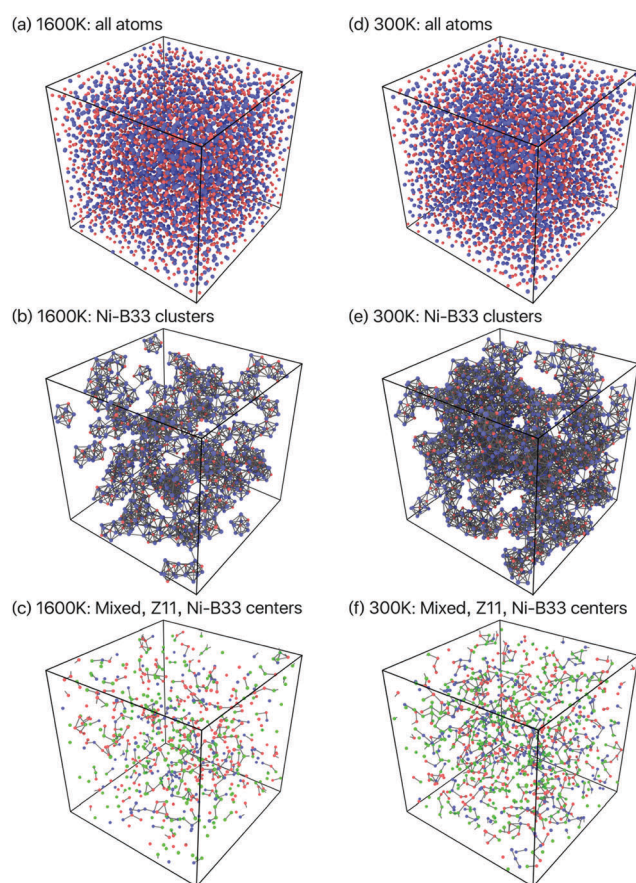 (a) 1600K: all atoms
(d) 300K: all atoms
(b) 1600K: Ni-B33 clusters
(e) 300K: Ni-B33 clusters
(c) 1600K: Mixed, Z11, Ni-B33 centers
(f) 300K: Mixed, Z11, Ni-B33 centers